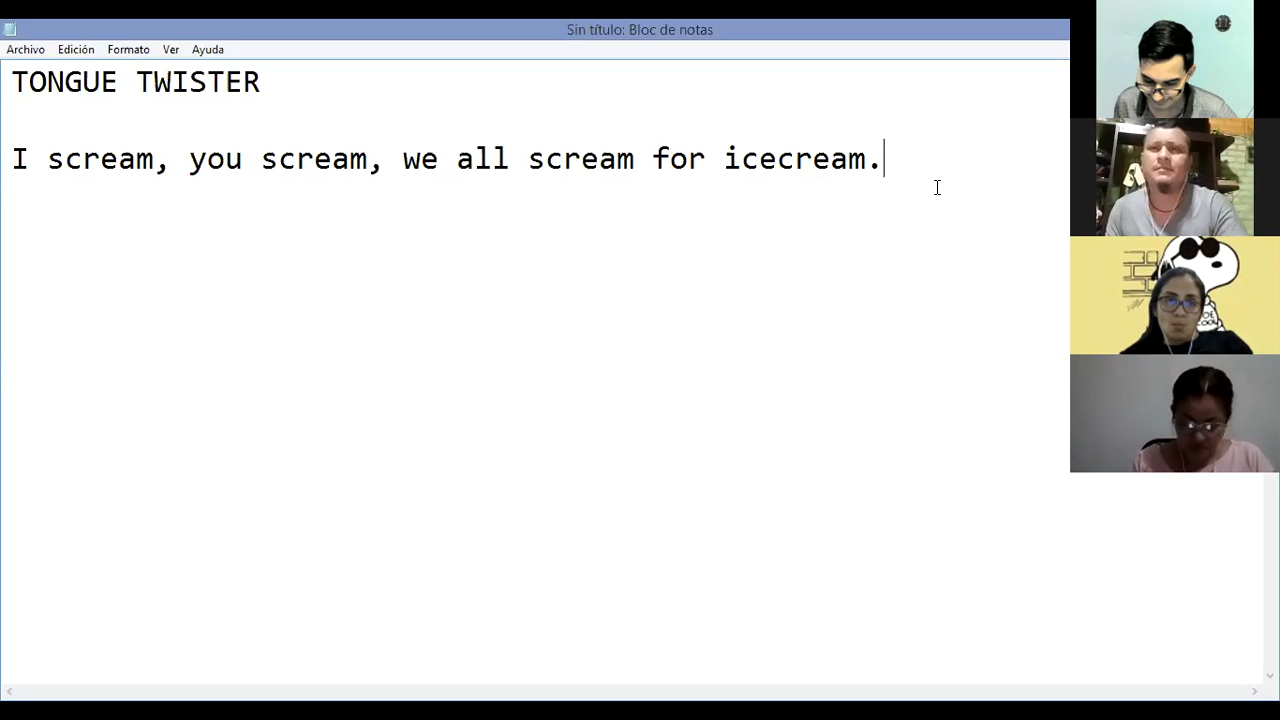 Sin título: Bloc de notas
Archivo Edición Formato Ver Ayuda
TONGUE TWISTER
I scream, you scream, we all scream for icecream.